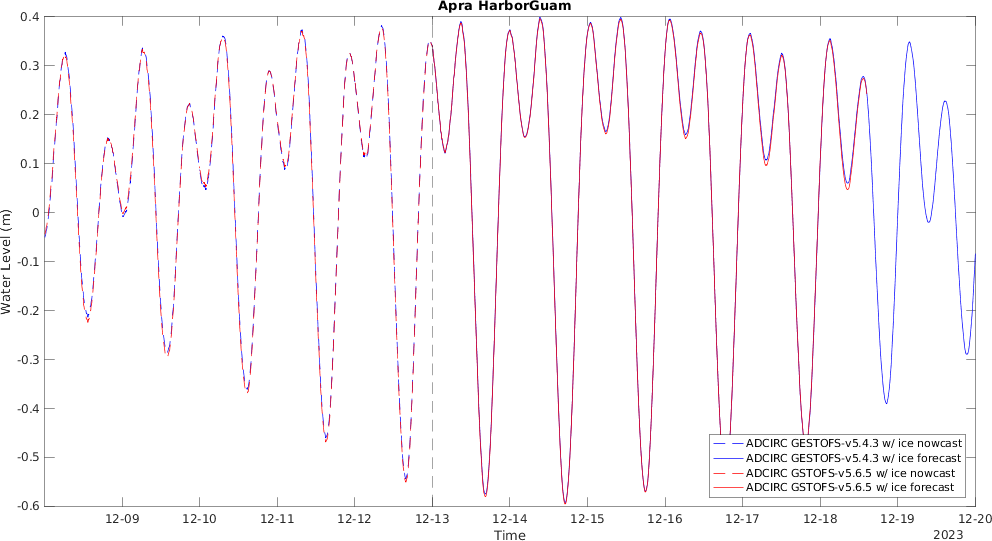 Apra HarborGuam
0.4
0.3
0.2
0.1
0
-0.1
-0.2
-0.3
-0.4
-0.5
-0.6
Water Level (m)
ADCIRC GESTOFS-v5.4.3 w/ ice nowcast
ADCIRC GESTOFS-v5.4.3 w/ ice forecast
ADCIRC GSTOFS-v5.6.5 w/ ice nowcast
ADCIRC GSTOFS-v5.6.5 w/ ice forecast
12-09 12-10 12-11 12-12 12-13 12-14 12-15 12-16 12-17 12-18 12-19 12-20
Time
2023